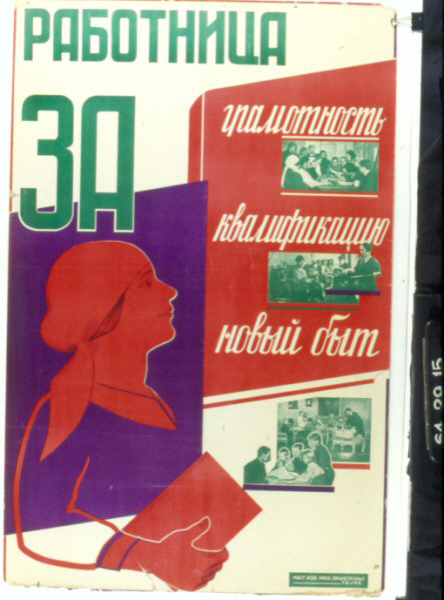 РАБОТНИЦА
ЗА
грамотность
квалификацию
новый быт